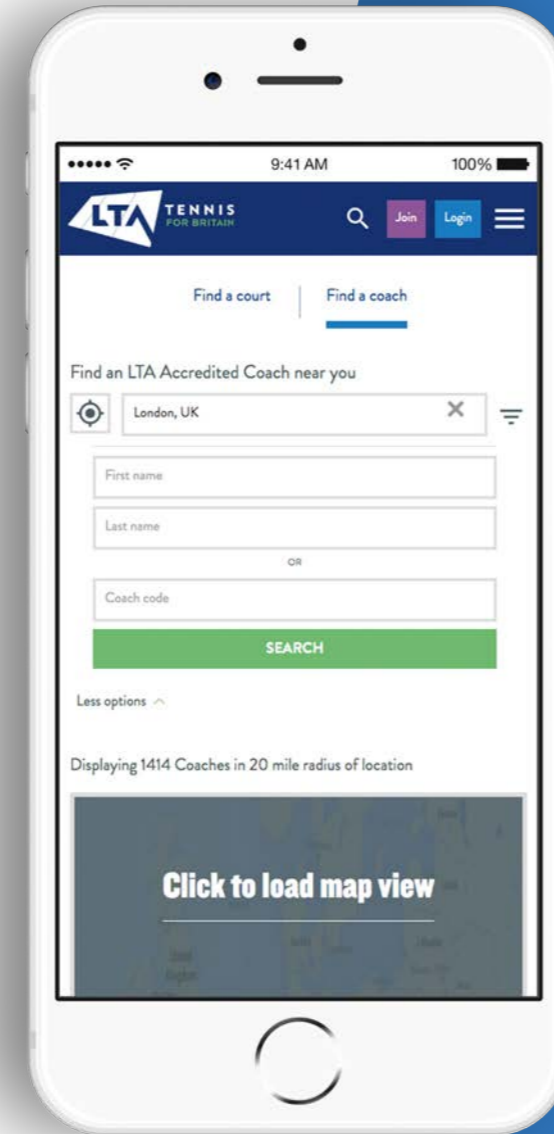 9:41 AM 100%
LTA TENNIS FOR BRITAIN Join Login
Find a court Find a coach
Find an LTA Accredited Coach near you
London, UK
First name
Last name
OR
Coach code
SEARCH
Less options
Displaying 1414 Coaches in 20 mile radius of location
Click to load map view